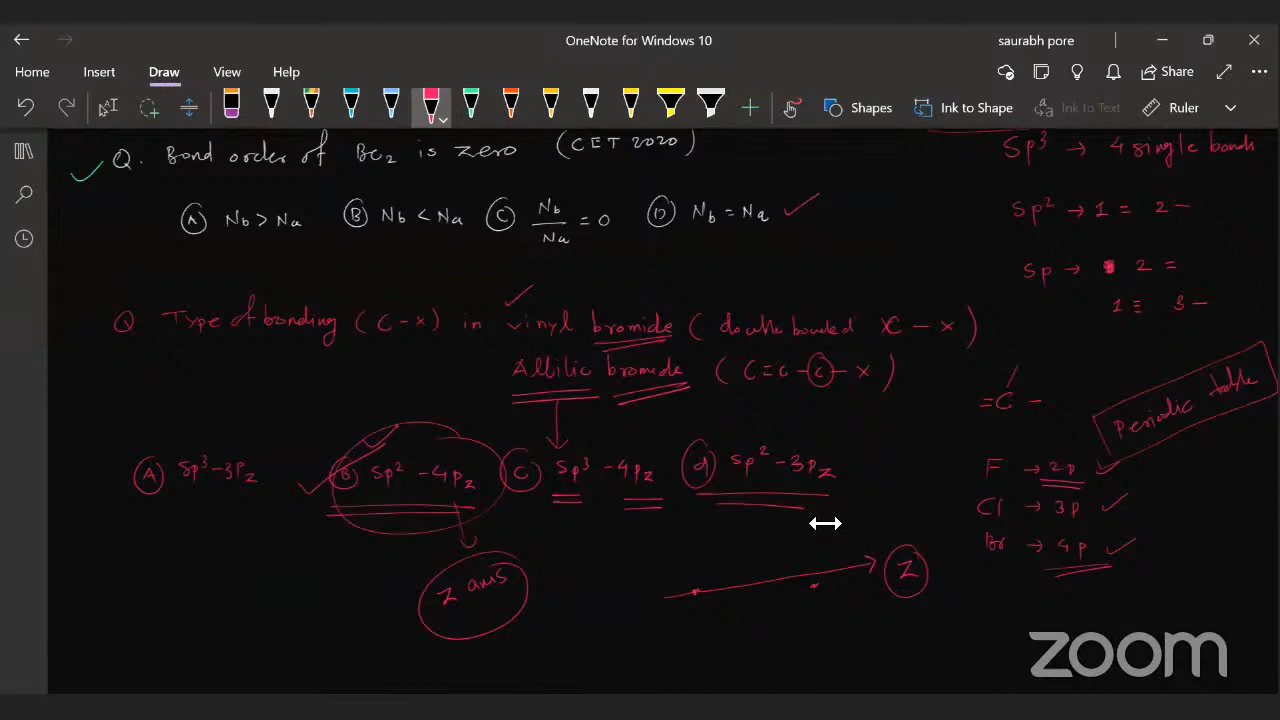 OneNote for Windows 10
saurabh pore
Home Insert Draw View Help
Share
Shapes
Ink to Shape
Ink to Text
Ruler
Q. Bond order of Be2 is zero (CET 2020)
A Nb > Na B Nb < Na C Nb/Na = 0 D Nb = Na
Q Type of bonding (C-x) in vinyl bromide (double bonded C - x)
Allilic bromide (C=C-C-x)
A Sp³-3Pz B Sp²-4Pz C Sp³-4Pz d Sp²-3Pz
z axis
Z
Sp³ → 4 single bonds
Sp² → 1 = 2 -
Sp → 2 =
1 ≡ 3 -
=C-
Periodic table
F → 2p
Cl → 3p
Br → 4p
zoom